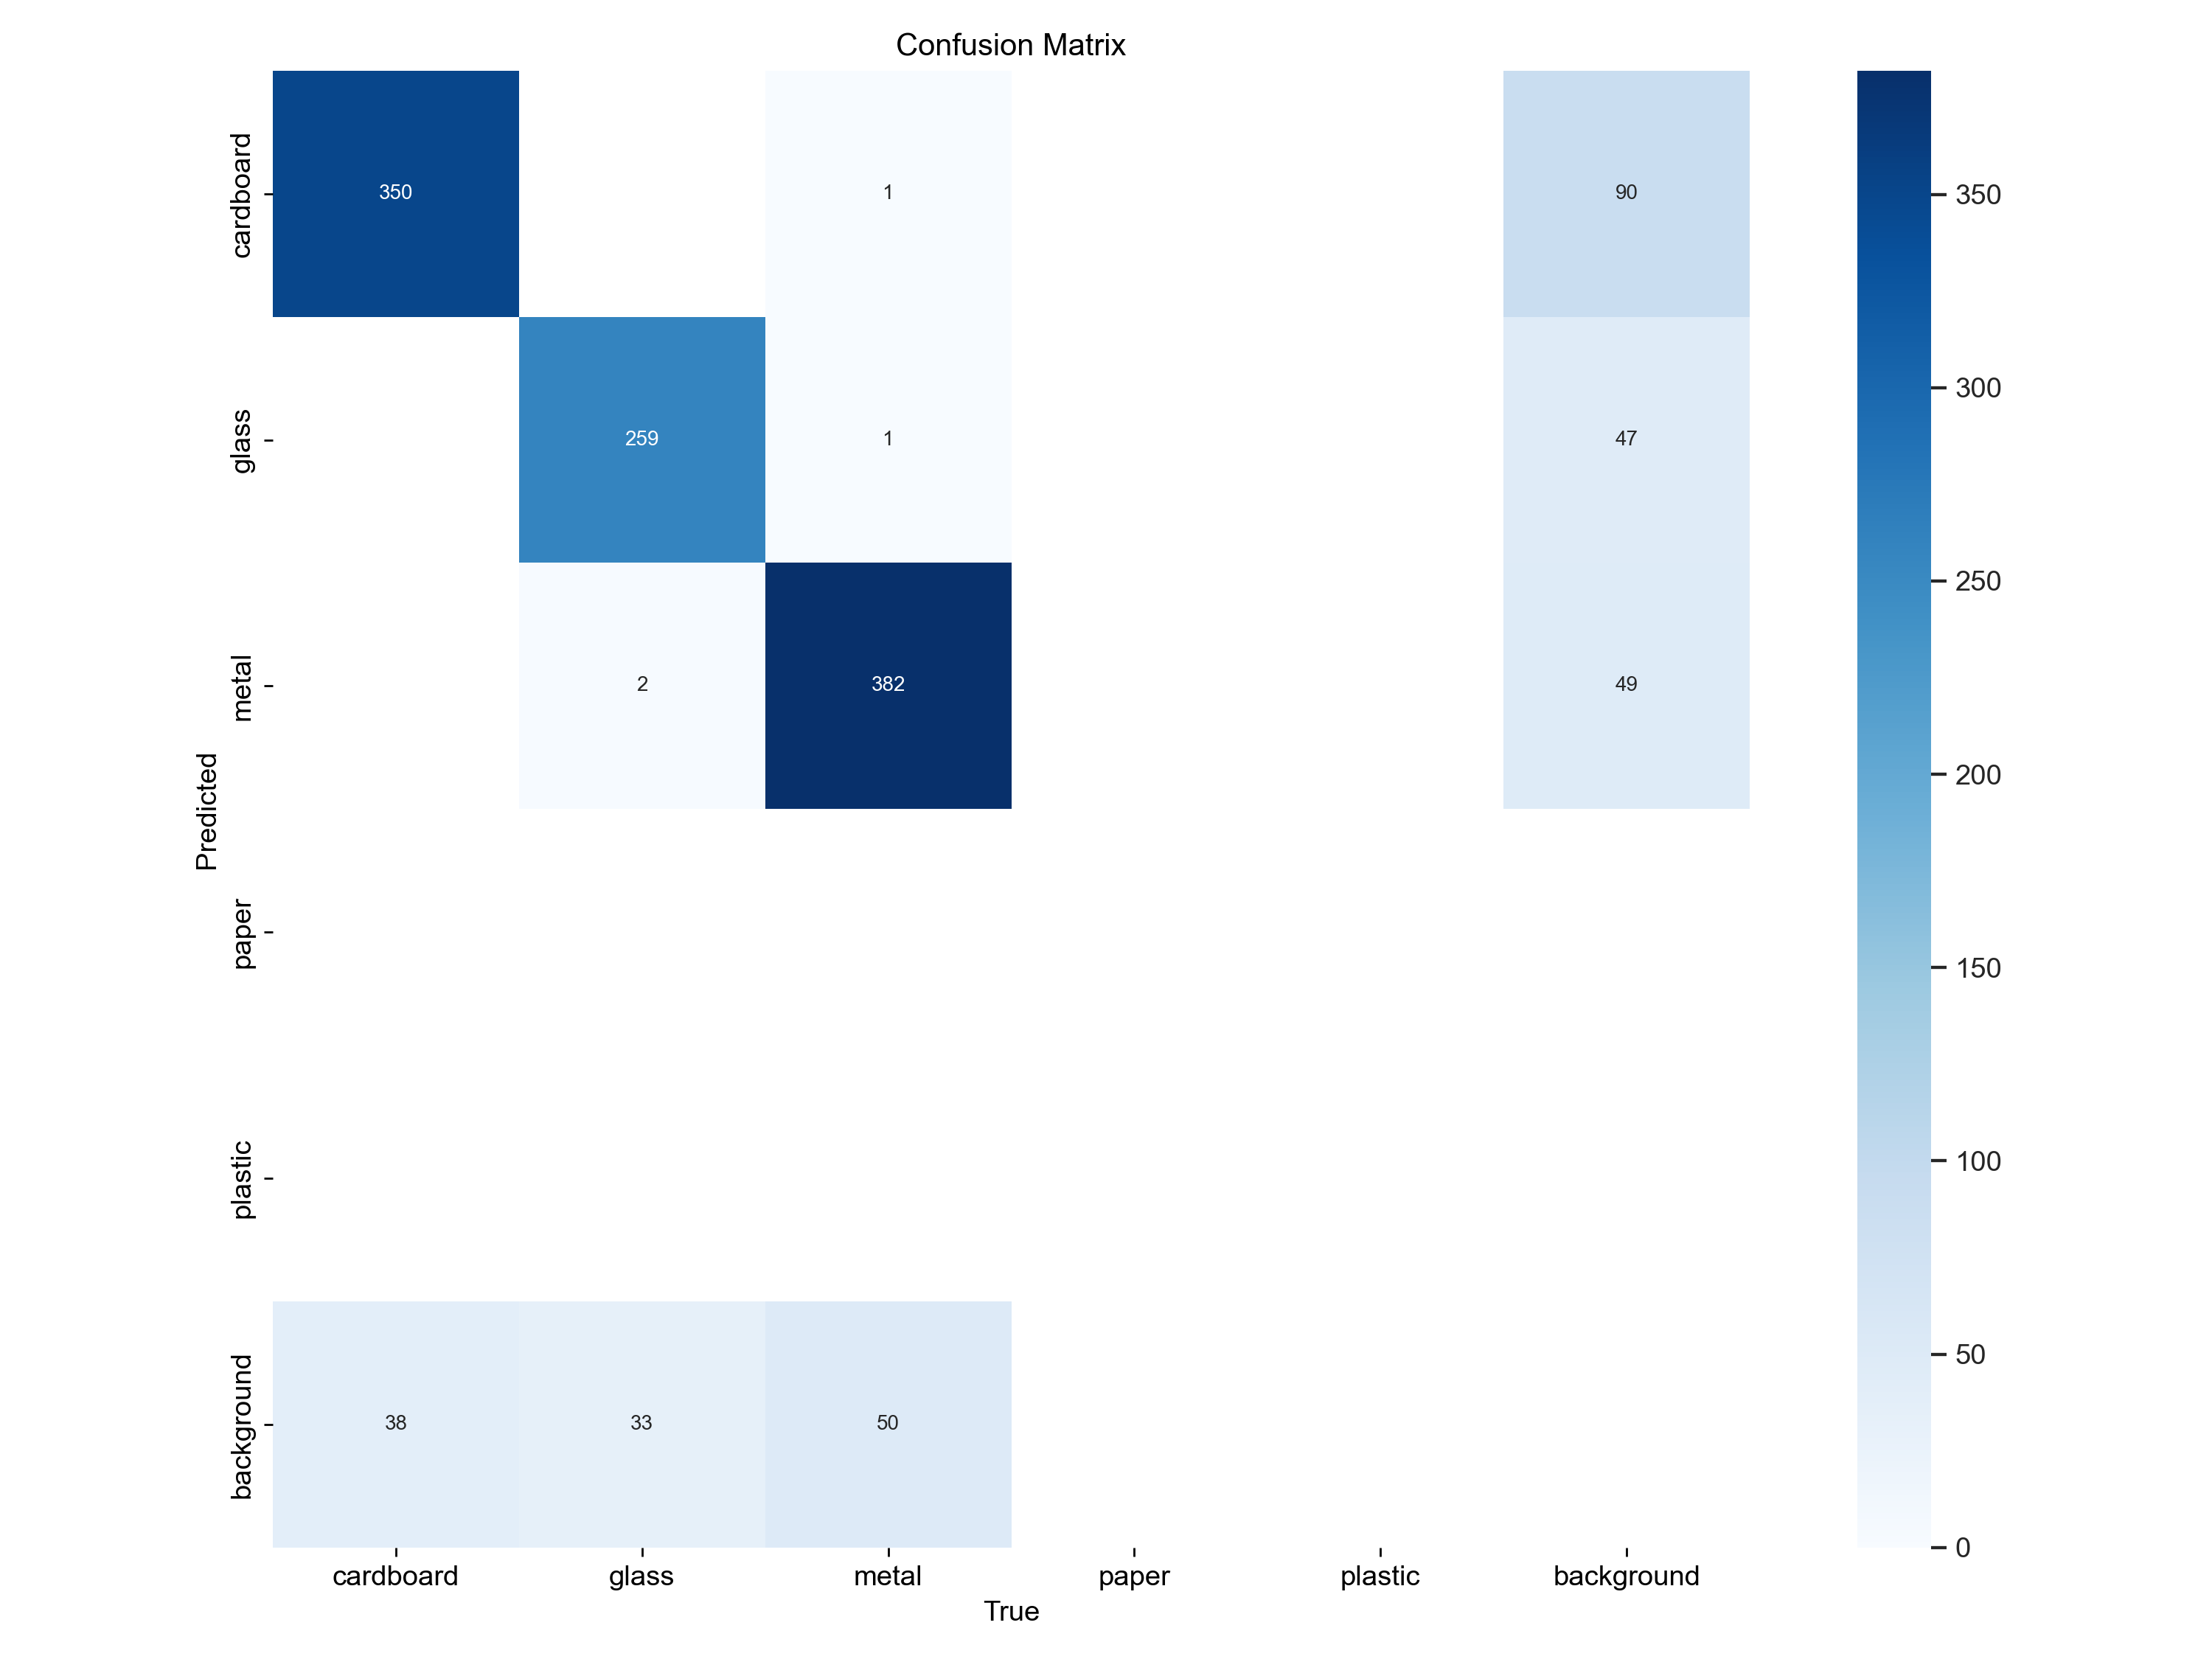 Confusion Matrix
cardboard
350
1
90
350
300
glass
259
1
47
250
metal
2
382
49
200
Predicted
paper
150
plastic
100
50
background
38
33
50
0
cardboard
glass
metal
paper
plastic
background
True